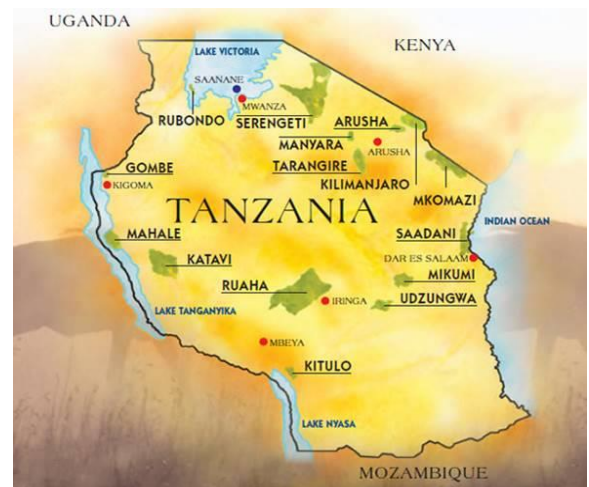 UGANDA
KENYA
LAKE VICTORIA
SAANANE
MWANZA
RUBONDO
SERENGETI
ARUSHA
MANYARA
ARUSHA
TARANGIRE
GOMBE
KILIMANJARO
KIGOMA
MKOMAZI
TANZANIA
INDIAN OCEAN
MAHALE
SAADANI
KATAVI
DAR ES SALAAM
MIKUMI
RUAHA
UDZUNGWA
IRINGA
LAKE TANGANYIKA
MBEYA
KITULO
LAKE NYASA
MOZAMBIQUE